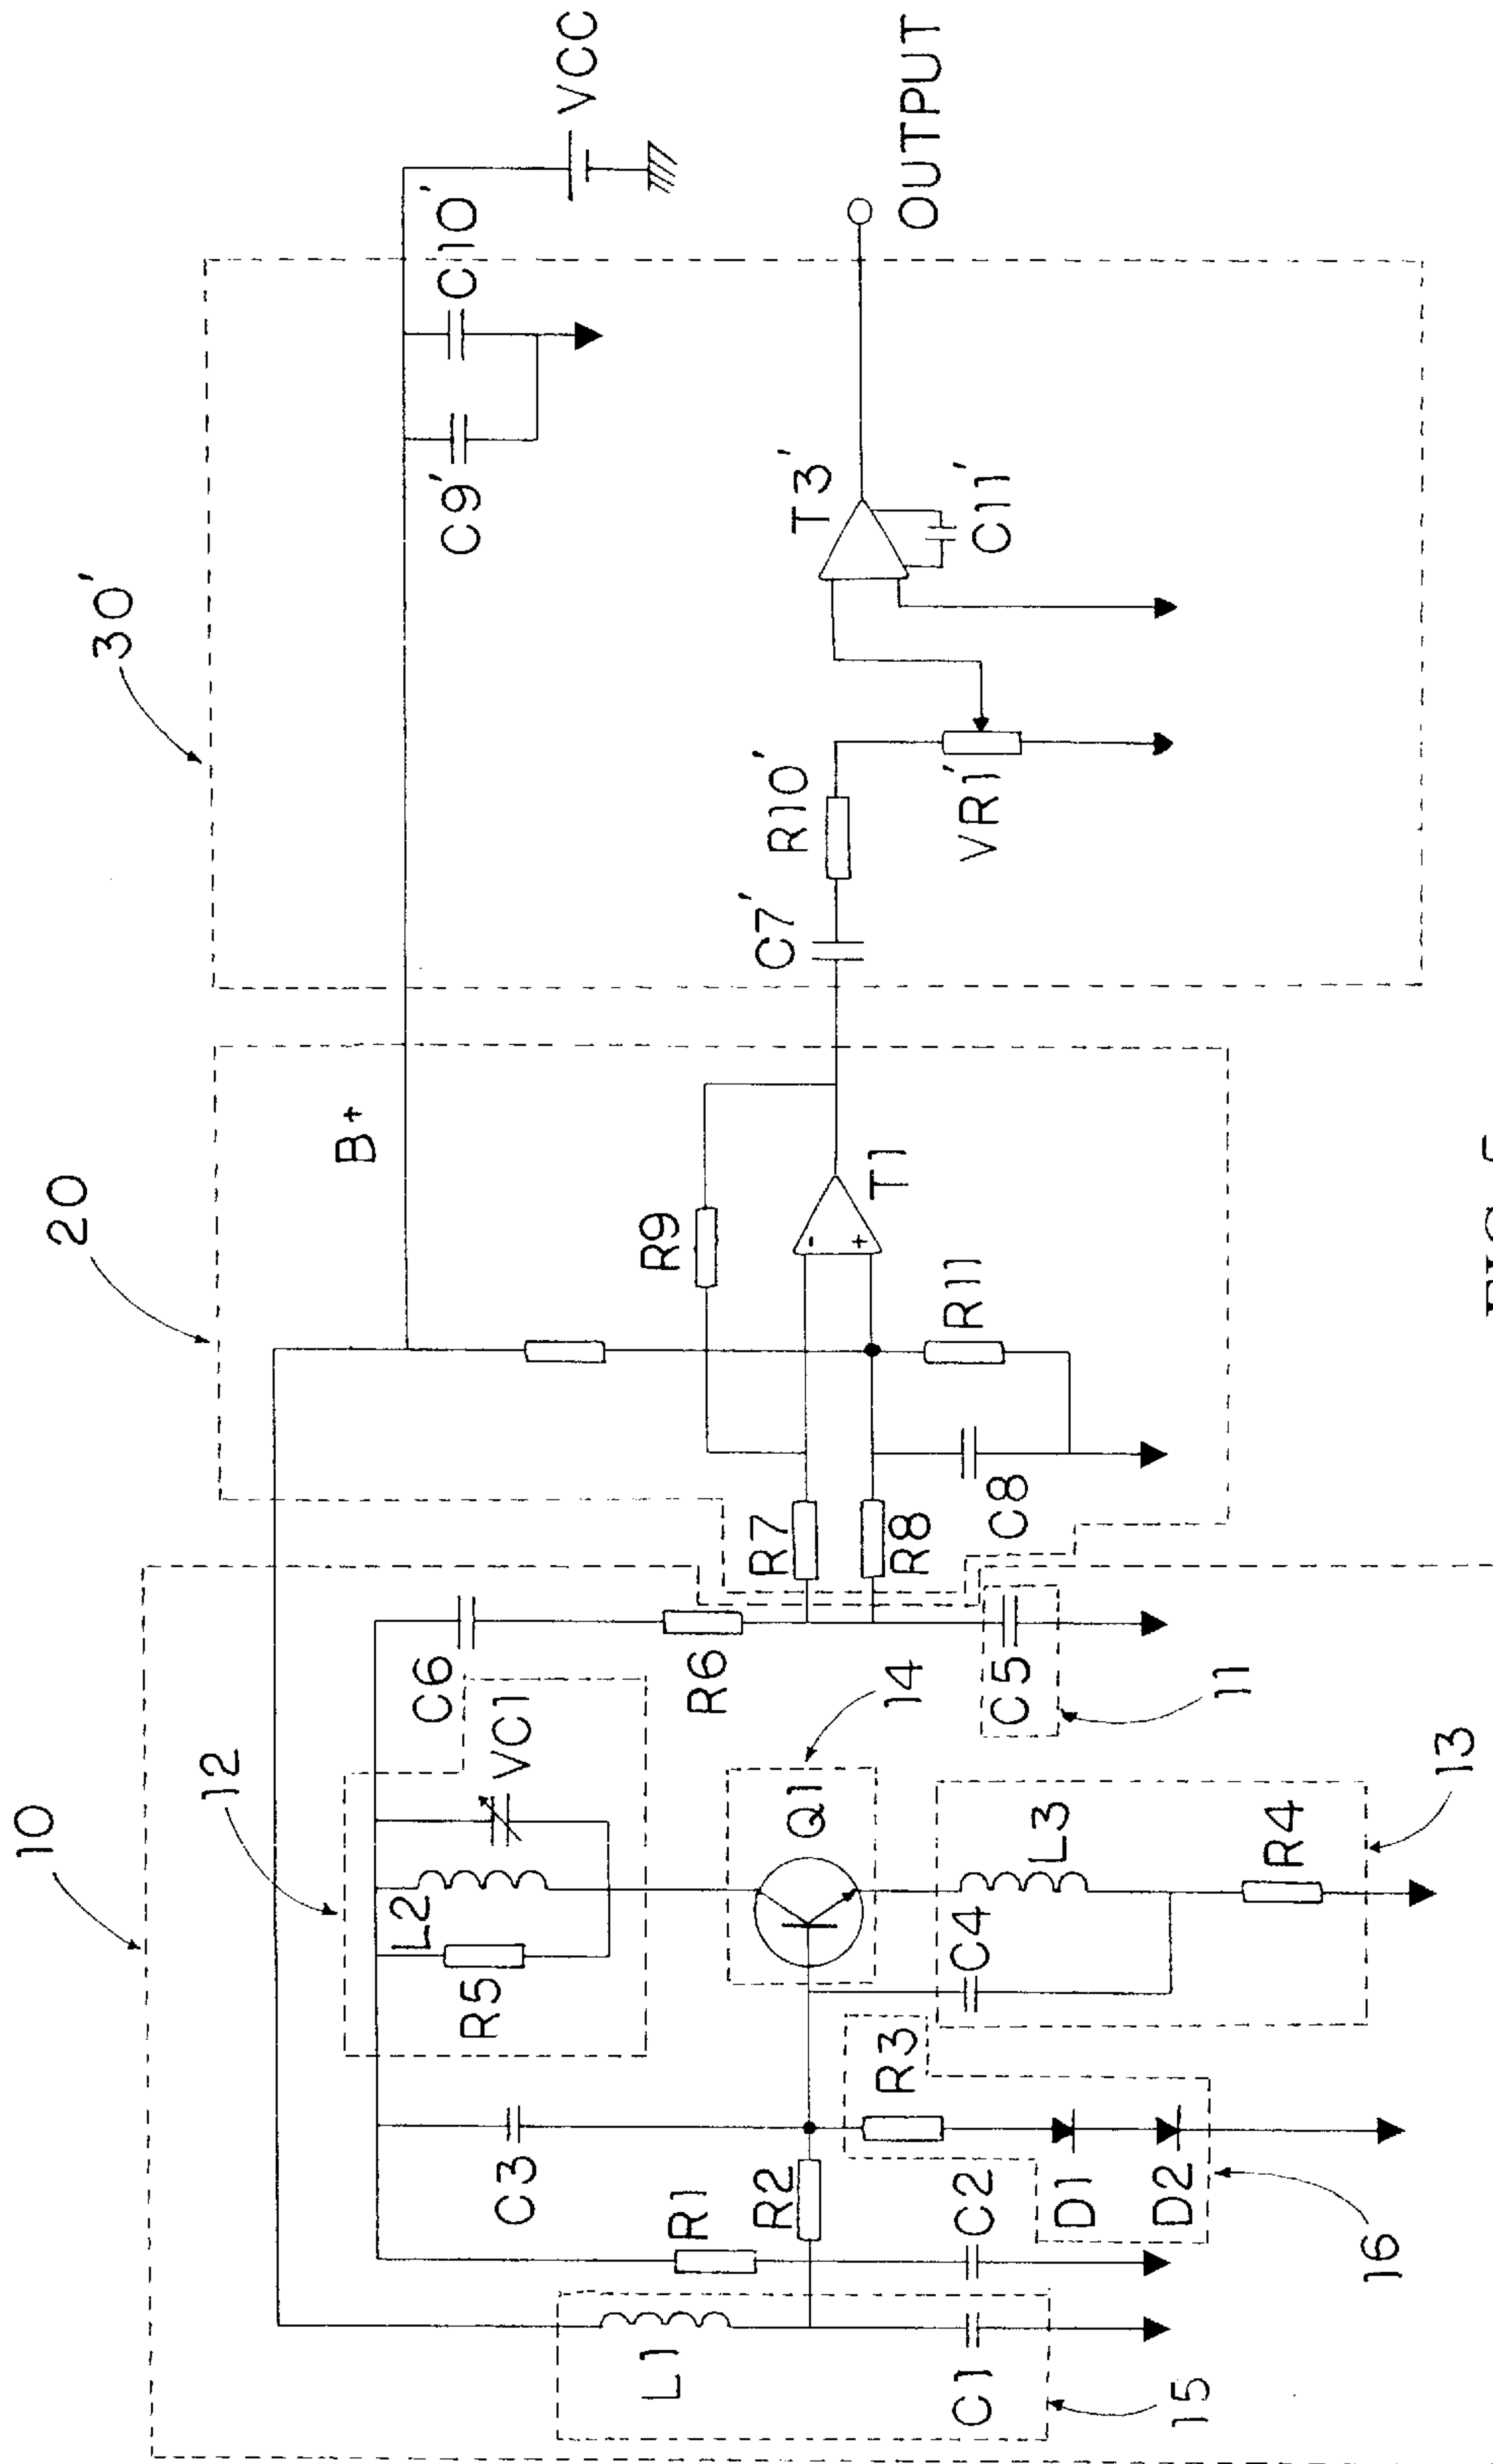 10
20
30'
12
B+
VCC
C10'
C9'
C6
R9
L2
VC1
R5
C3
R6
R7
R8
T1
C7'
R10'
T3'
OUTPUT
C11'
VR1'
R11
C8
14
Q1
C5
11
L1
R1
R2
R3
C4
L3
C1
C2
D1
D2
R4
13
15
16